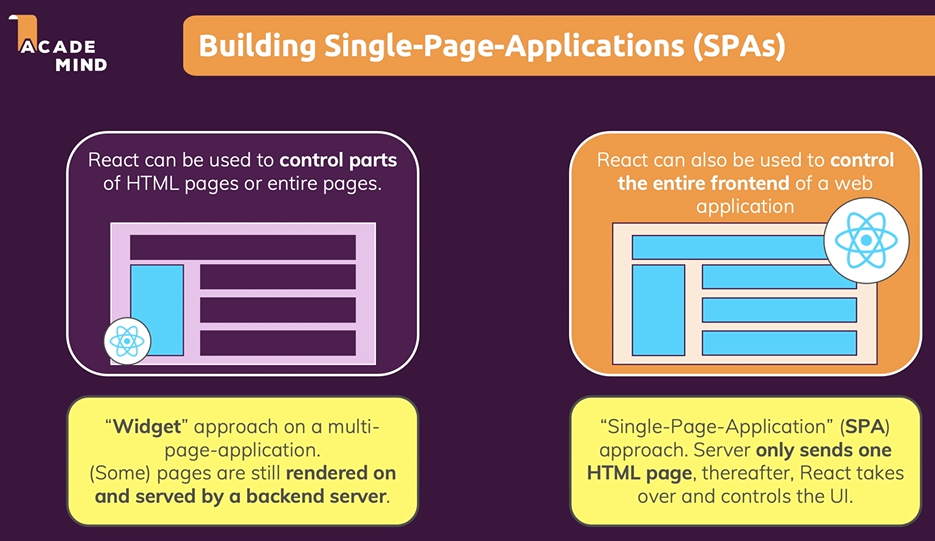 ACADE
MIND
Building Single-Page-Applications (SPAs)
React can be used to control parts
of HTML pages or entire pages.
“Widget” approach on a multi-
page-application.
(Some) pages are still rendered on
and served by a backend server.
React can also be used to control
the entire frontend of a web
application
“Single-Page-Application” (SPA)
approach. Server only sends one
HTML page, thereafter, React takes
over and controls the UI.